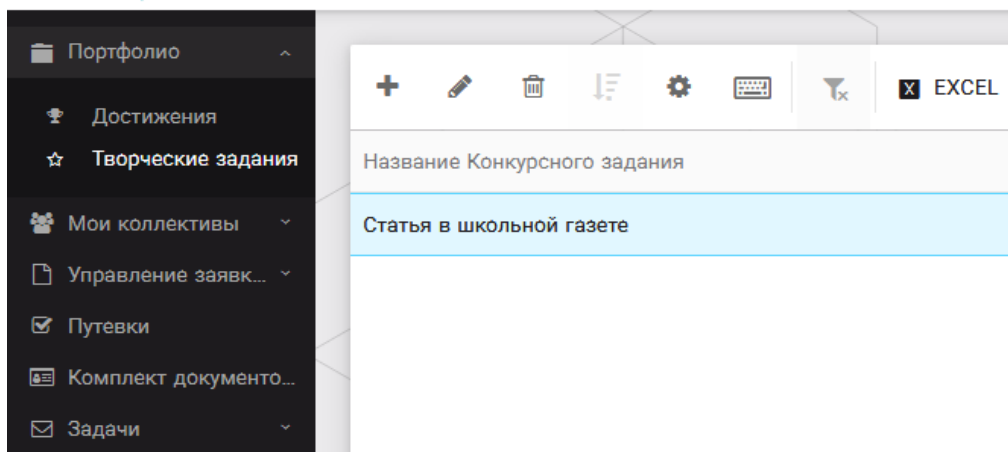 Портфолио
Достижения
Творческие задания
Мои коллективы
Управление заявк...
Путевки
Комплект документо...
Задачи
EXCEL
Название Конкурсного задания
Статья в школьной газете